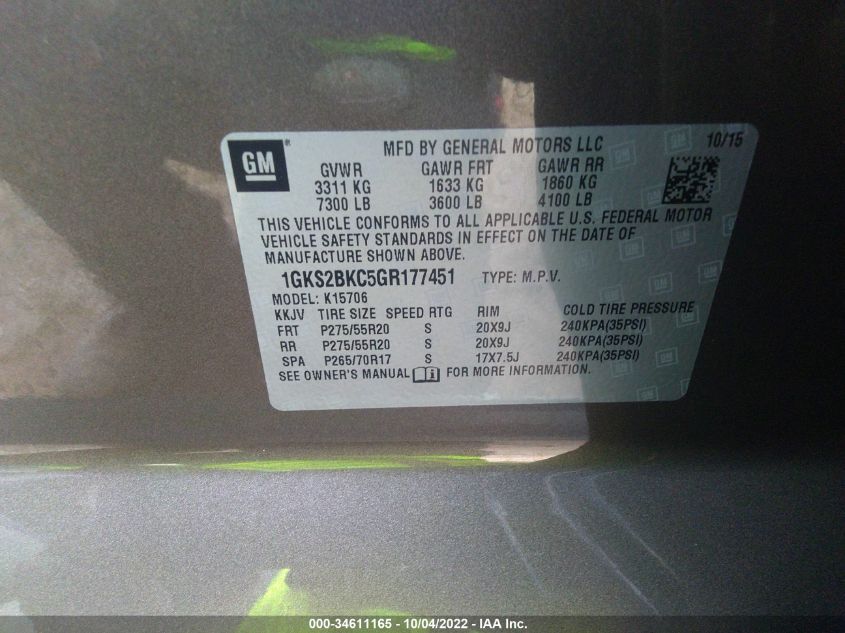 GM®
MFD BY GENERAL MOTORS LLC 10/15
GVWR GAWR FRT GAWR RR
3311 KG 1633 KG 1860 KG
7300 LB 3600 LB 4100 LB
THIS VEHICLE CONFORMS TO ALL APPLICABLE U.S. FEDERAL MOTOR
VEHICLE SAFETY STANDARDS IN EFFECT ON THE DATE OF
MANUFACTURE SHOWN ABOVE.
1GKS2BKC5GR177451 TYPE: M.P.V.
MODEL: K15706
KKJV TIRE SIZE SPEED RTG RIM COLD TIRE PRESSURE
FRT P275/55R20 S 20X9J 240KPA(35PSI)
RR P275/55R20 S 20X9J 240KPA(35PSI)
SPA P265/70R17 S 17X7.5J 240KPA(35PSI)
SEE OWNER'S MANUAL FOR MORE INFORMATION.
000-34611165 - 10/04/2022 - IAA Inc.